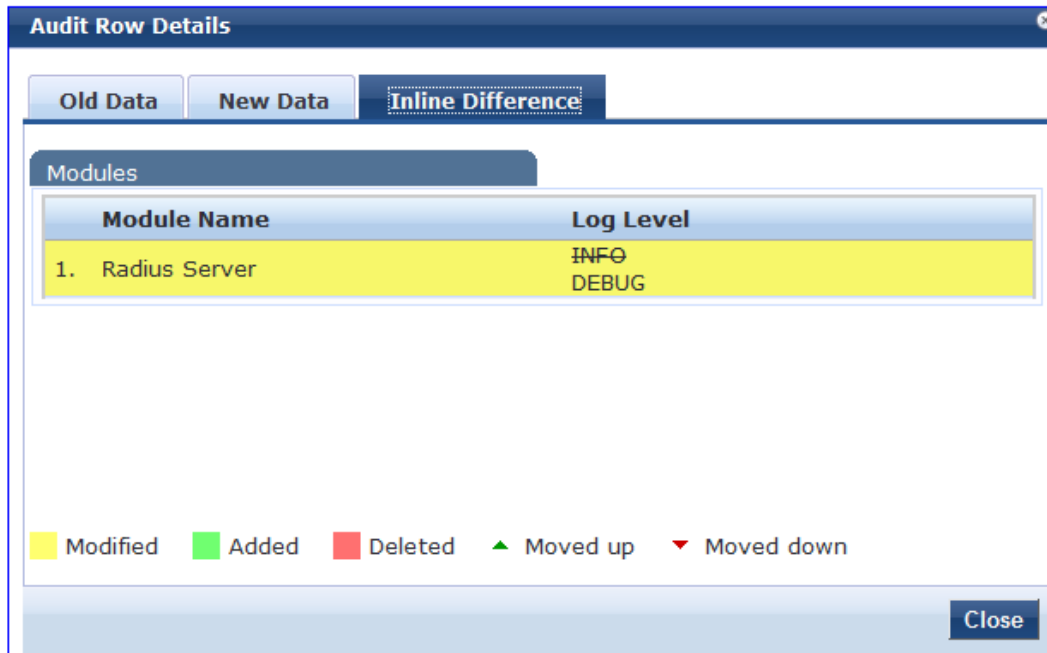 Audit Row Details
Old Data New Data Inline Difference
Modules
Module Name Log Level
1. Radius Server INFO
DEBUG
Modified Added Deleted Moved up Moved down
Close